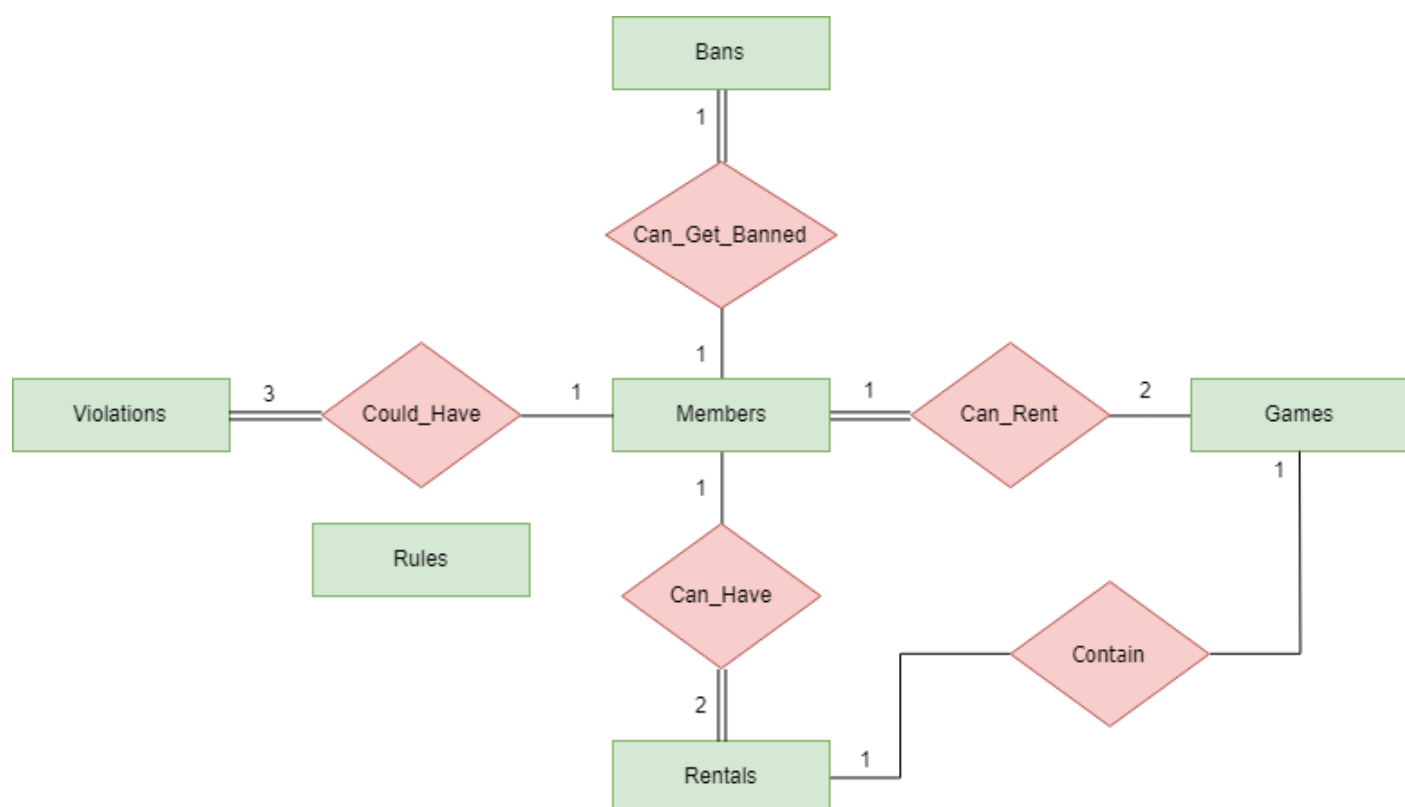 Bans
1
Can_Get_Banned
1
Violations
3
Could_Have
1
Members
1
Can_Rent
2
Games
1
1
Rules
Can_Have
Contain
2
1
Rentals